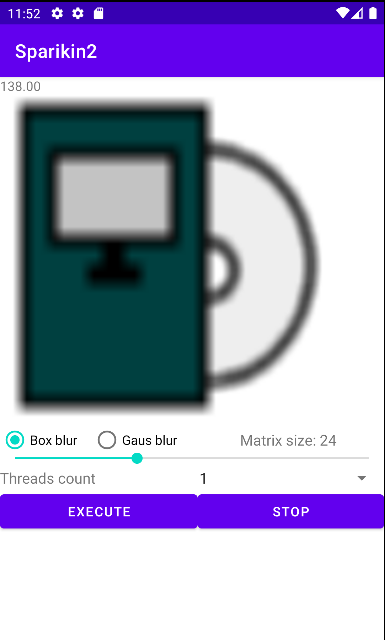 11:52
Sparikin2
138.00
Box blur Gaus blur Matrix size: 24
Threads count 1
EXECUTE STOP